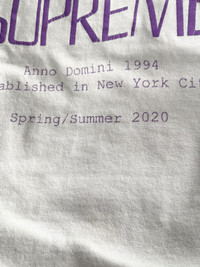 SUPREME
Anno Domini 1994
ablished in New York Cit
Spring/Summer 2020